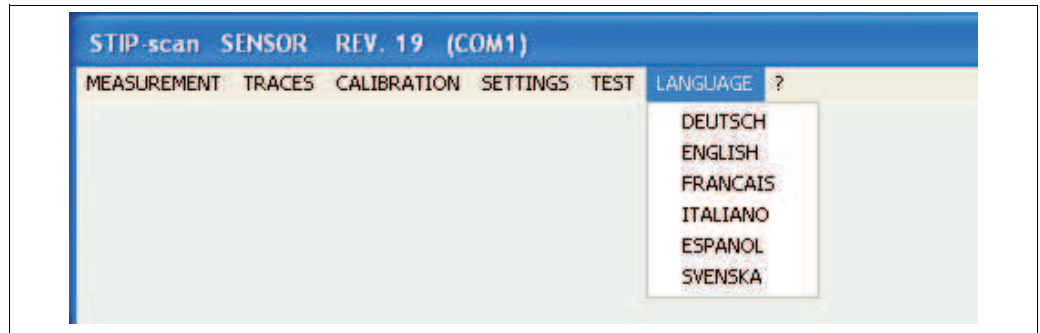 STIP-scan SENSOR REV. 19 (COM1)
MEASUREMENT TRACES CALIBRATION SETTINGS TEST LANGUAGE ?
DEUTSCH
ENGLISH
FRANCAIS
ITALIANO
ESPANOL
SVENSKA